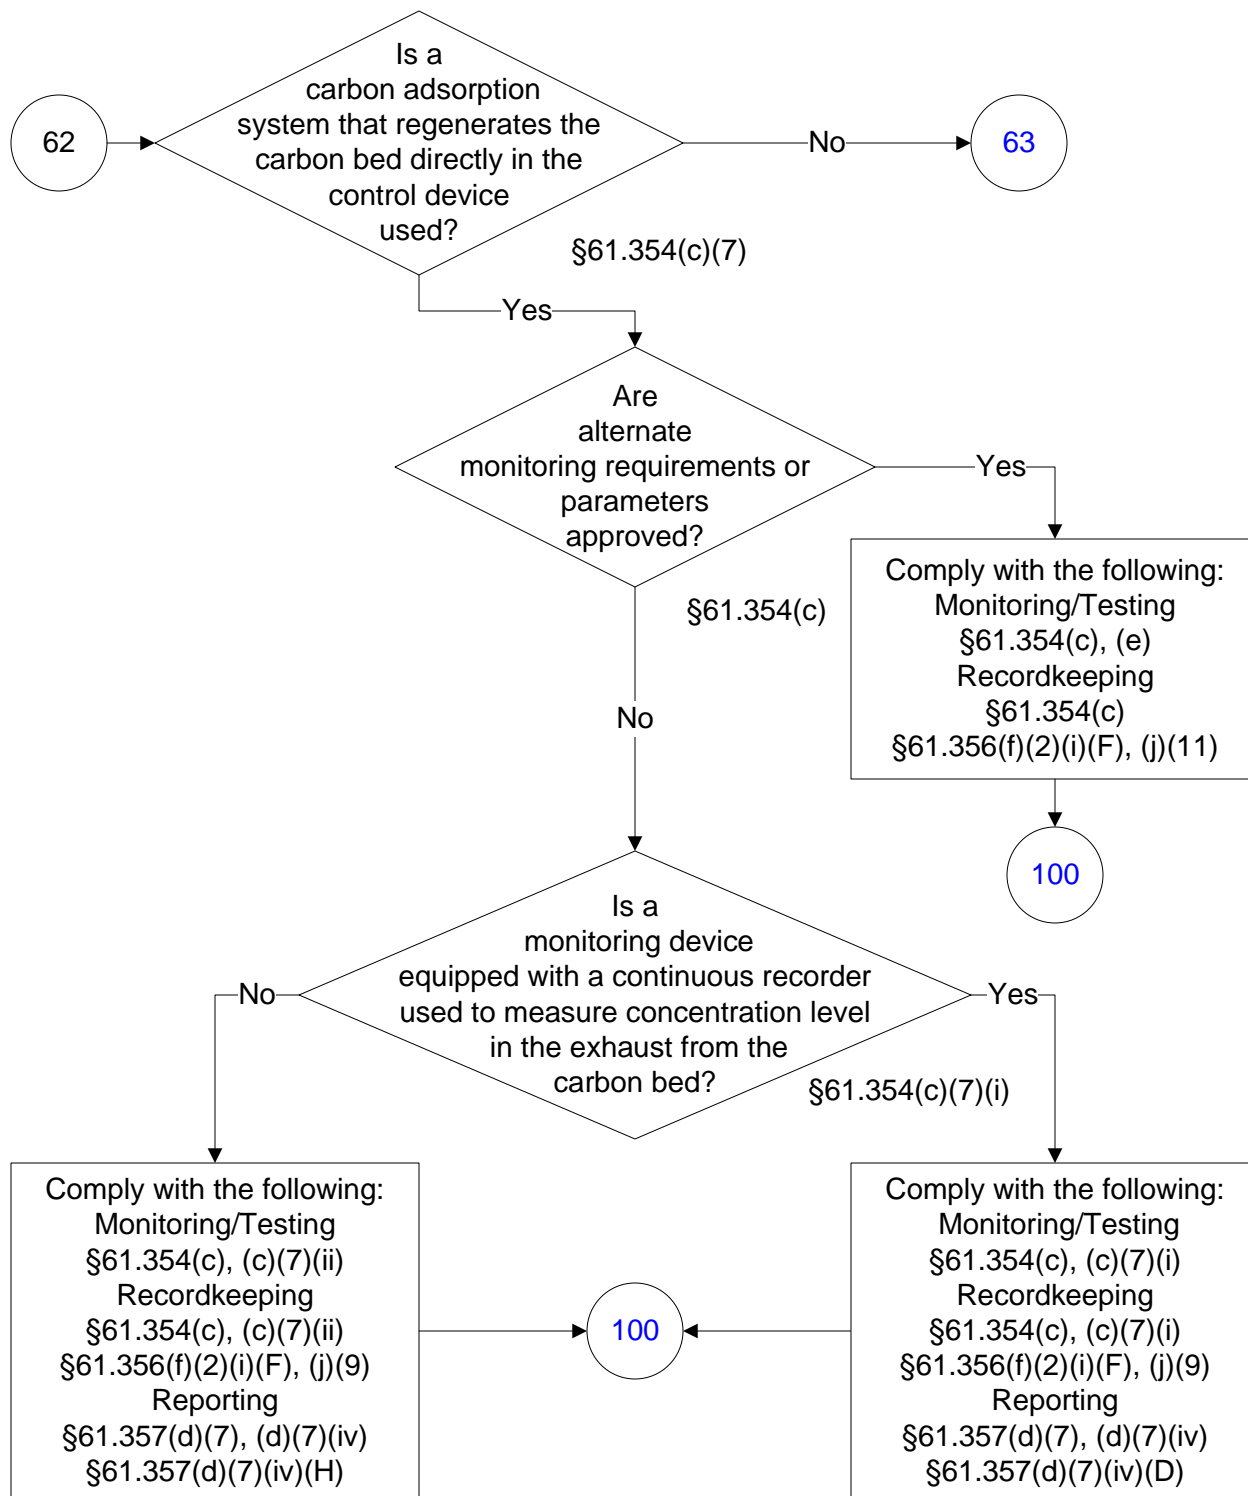 Is a
carbon adsorption
system that regenerates the
carbon bed directly in the
control device
used?
62
No
63
§61.354(c)(7)
Yes
Are
alternate
monitoring requirements or
parameters
approved?
Yes
§61.354(c)
Comply with the following:
Monitoring/Testing
§61.354(c), (e)
Recordkeeping
§61.354(c)
§61.356(f)(2)(i)(F), (j)(11)
No
100
Is a
monitoring device
equipped with a continuous recorder
used to measure concentration level
in the exhaust from the
carbon bed?
No
Yes
§61.354(c)(7)(i)
Comply with the following:
Monitoring/Testing
§61.354(c), (c)(7)(ii)
Recordkeeping
§61.354(c), (c)(7)(ii)
§61.356(f)(2)(i)(F), (j)(9)
Reporting
§61.357(d)(7), (d)(7)(iv)
§61.357(d)(7)(iv)(H)
100
Comply with the following:
Monitoring/Testing
§61.354(c), (c)(7)(i)
Recordkeeping
§61.354(c), (c)(7)(i)
§61.356(f)(2)(i)(F), (j)(9)
Reporting
§61.357(d)(7), (d)(7)(iv)
§61.357(d)(7)(iv)(D)